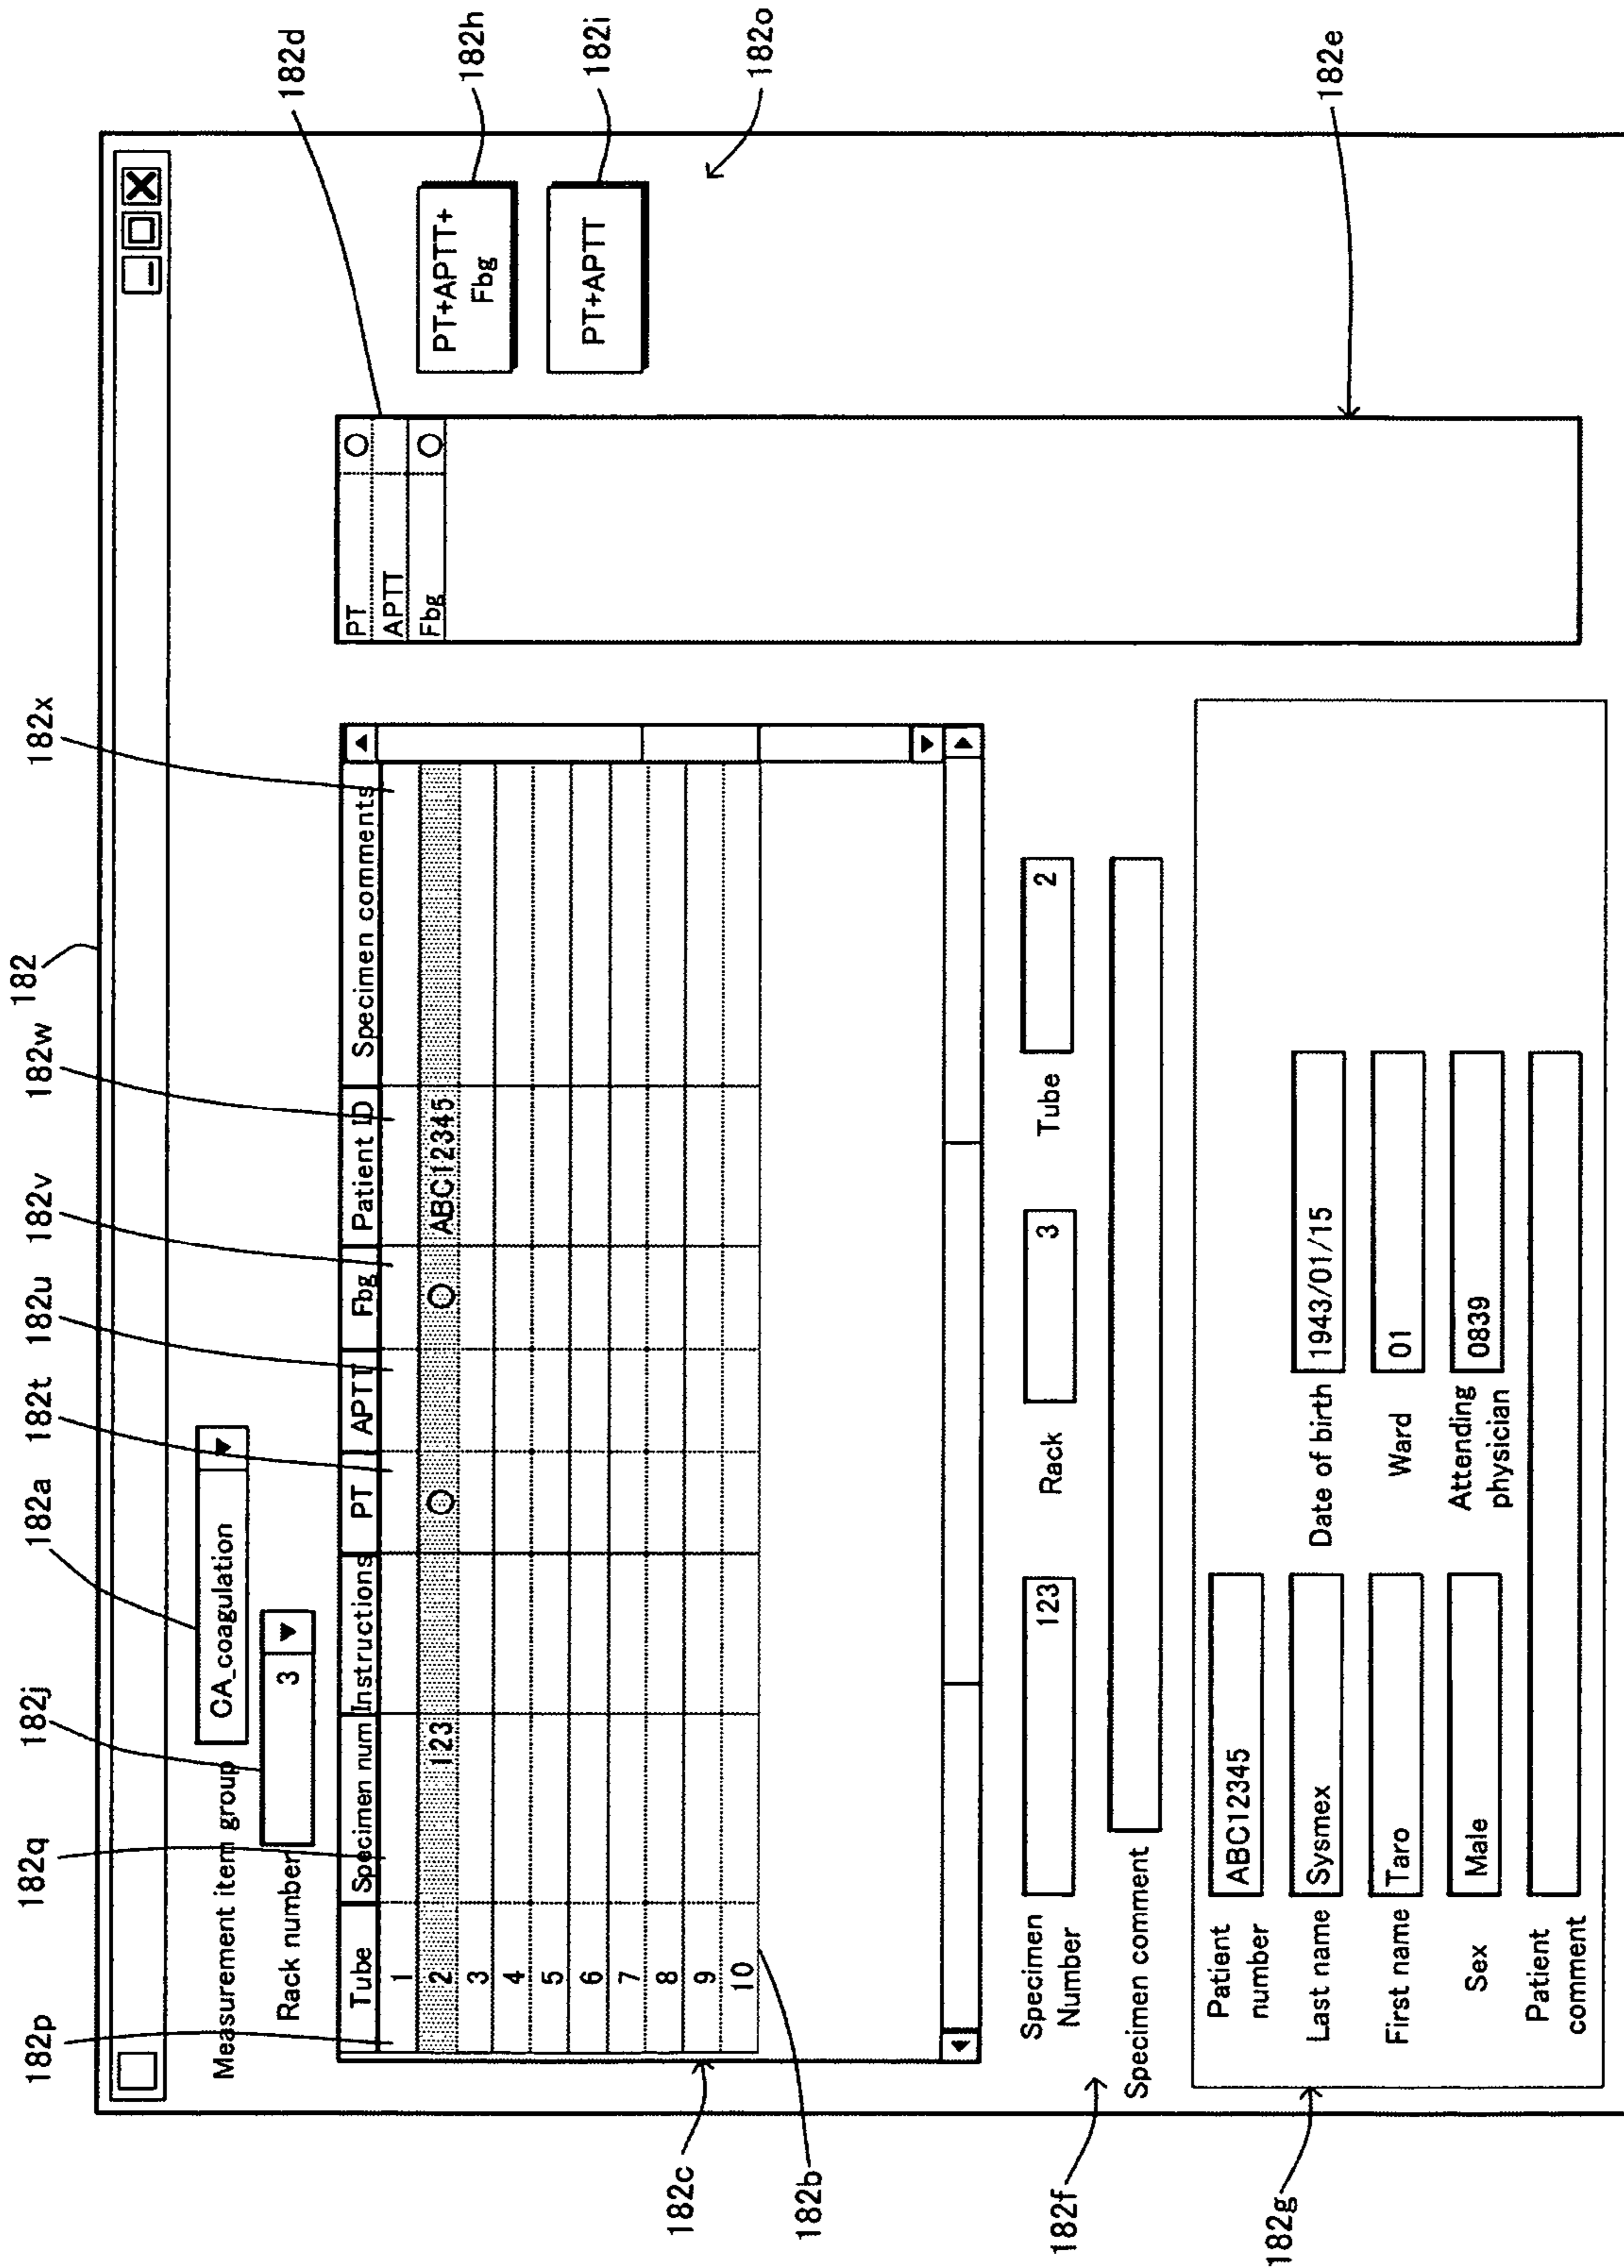 182
182p
182q
182j
182a
182t
182u
182v
182w
182x
182d
182h
182i
182o
182e
182c
182b
182f
182g
Measurement item group CA_coagulation ▼
Rack number 3 ▼
Tube Specimen num Instructions PT APTT Fbg Patient ID Specimen comments
1
2 123 ○ ○ ABC12345
3
4
5
6
7
8
9
10
PT ○
APTT
Fbg ○
PT+APTT+
Fbg
PT+APTT
Specimen
Number 123 Rack 3 Tube 2
Specimen comment
Patient
number ABC12345
Last name Sysmex Date of birth 1943/01/15
First name Taro Ward 01
Sex Male Attending
physician 0839
Patient
comment